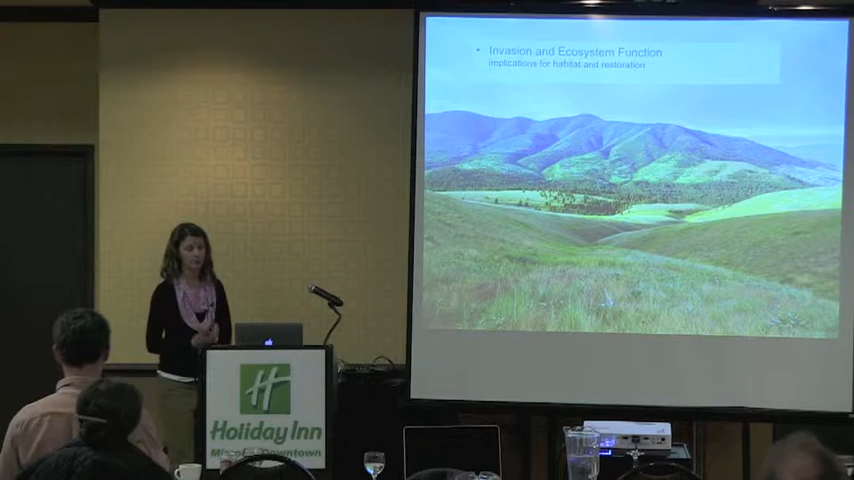 • Invasion and Ecosystem Function
implications for habitat and restoration
H
Holiday Inn
Downtown